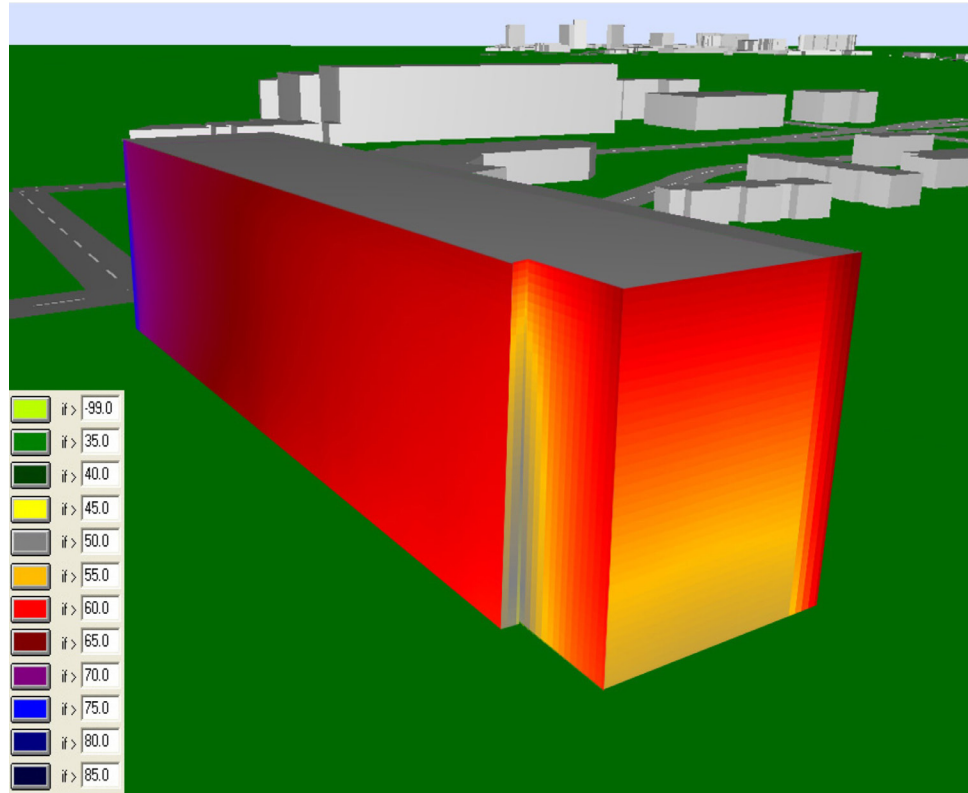 if > -99.0
if > 35.0
if > 40.0
if > 45.0
if > 50.0
if > 55.0
if > 60.0
if > 65.0
if > 70.0
if > 75.0
if > 80.0
if > 85.0